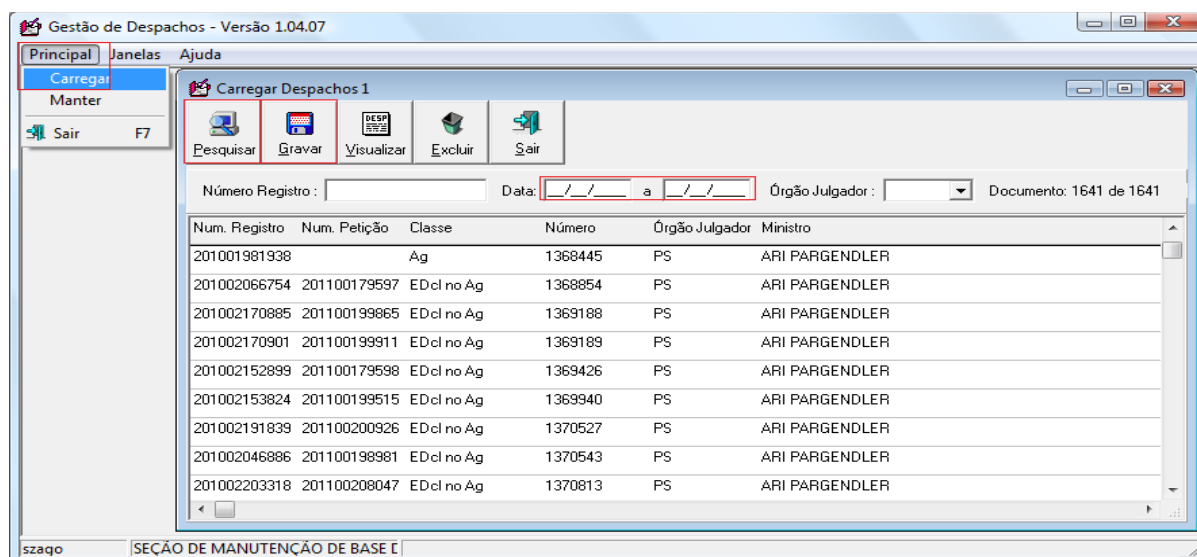 Gestão de Despachos - Versão 1.04.07
Principal Janelas Ajuda
Carregar
Manter
Sair F7
Carregar Despachos 1
Pesquisar Gravar Visualizar Excluir Sair
DESP
Número Registro : Data: __/__/____ a __/__/____ Órgão Julgador : Documento: 1641 de 1641
Num. Registro Num. Petição Classe Número Órgão Julgador Ministro
201001981938 Ag 1368445 PS ARI PARGENDLER
201002066754 201100179597 EDcl no Ag 1368854 PS ARI PARGENDLER
201002170885 201100199865 EDcl no Ag 1369188 PS ARI PARGENDLER
201002170901 201100199911 EDcl no Ag 1369189 PS ARI PARGENDLER
201002152899 201100179598 EDcl no Ag 1369426 PS ARI PARGENDLER
201002153824 201100199515 EDcl no Ag 1369940 PS ARI PARGENDLER
201002191839 201100200926 EDcl no Ag 1370527 PS ARI PARGENDLER
201002046886 201100198981 EDcl no Ag 1370543 PS ARI PARGENDLER
201002203318 201100208047 EDcl no Ag 1370813 PS ARI PARGENDLER
szago SEÇÃO DE MANUTENÇÃO DE BASE D